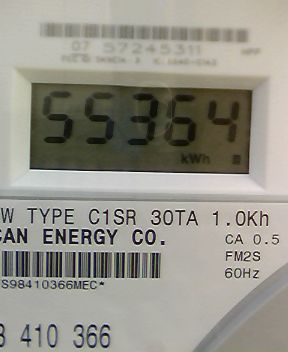 07 57245311
55364
kWh
W TYPE C1SR 30TA 1.0Kh
CAN ENERGY CO.
CA 0.5
FM2S
60Hz
S98410366MEC*
8 410 366